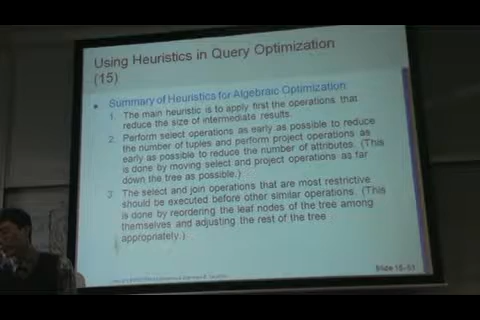 Using Heuristics in Query Optimization
(15)
Summary of Heuristics for Algebraic Optimization:
1. The main heuristic is to apply first the operations that
reduce the size of intermediate results.
2. Perform select operations as early as possible to reduce
the number of tuples and perform project operations as
early as possible to reduce the number of attributes. (This
is done by moving select and project operations as far
down the tree as possible.)
3. The select and join operations that are most restrictive
should be executed before other similar operations. (This
is done by reordering the leaf nodes of the tree among
themselves and adjusting the rest of the tree
appropriately.)